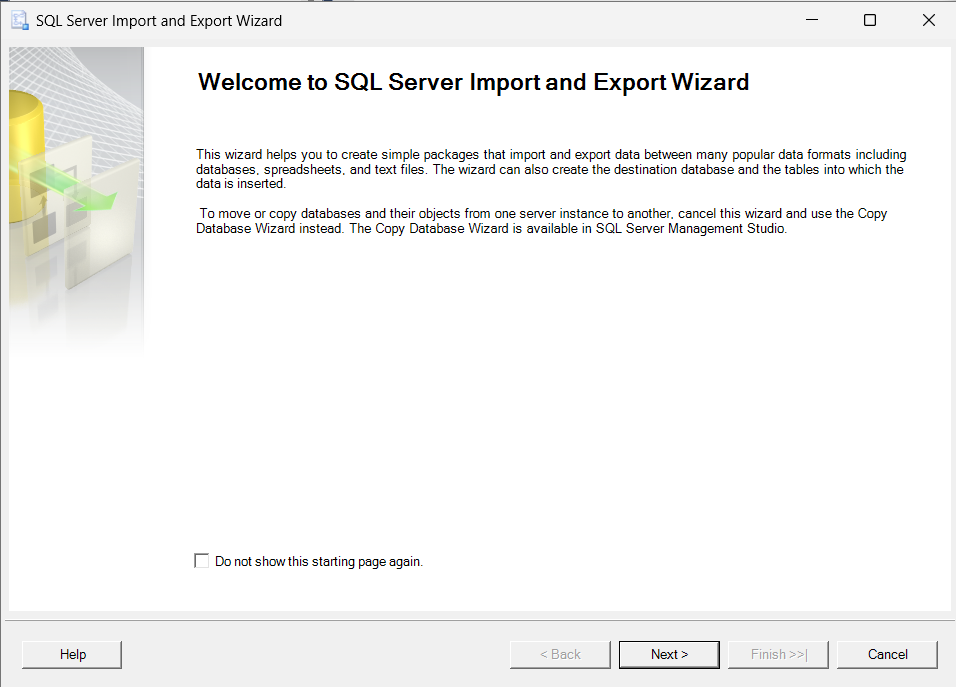 SQL Server Import and Export Wizard
Welcome to SQL Server Import and Export Wizard
This wizard helps you to create simple packages that import and export data between many popular data formats including
databases, spreadsheets, and text files. The wizard can also create the destination database and the tables into which the
data is inserted.
To move or copy databases and their objects from one server instance to another, cancel this wizard and use the Copy
Database Wizard instead. The Copy Database Wizard is available in SQL Server Management Studio.
Do not show this starting page again.
Help
< Back
Next >
Finish >>|
Cancel